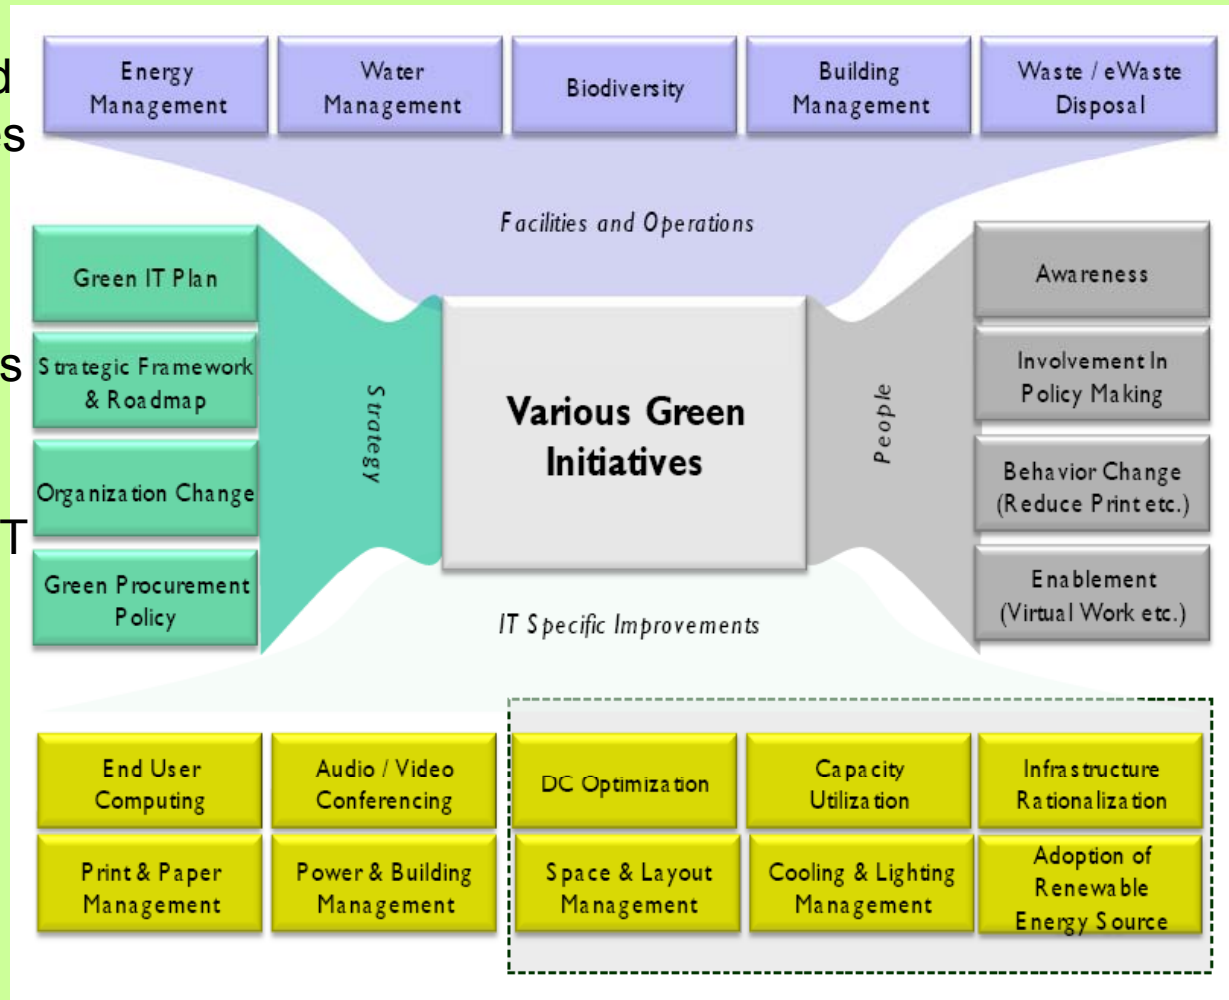 Energy
Management
Water
Management
Biodiversity
Building
Management
Waste / eWaste
Disposal
d
es
Facilities and Operations
Green IT Plan
Strategic Framework
& Roadmap
Organization Change
Green Procurement
Policy
s
T
Strategy
Various Green
Initiatives
People
Awareness
Involvement In
Policy Making
Behavior Change
(Reduce Print etc.)
Enablement
(Virtual Work etc.)
IT Specific Improvements
End User
Computing
Audio / Video
Conferencing
DC Optimization
Capacity
Utilization
Infrastructure
Rationalization
Print & Paper
Management
Power & Building
Management
Space & Layout
Management
Cooling & Lighting
Management
Adoption of
Renewable
Energy Source